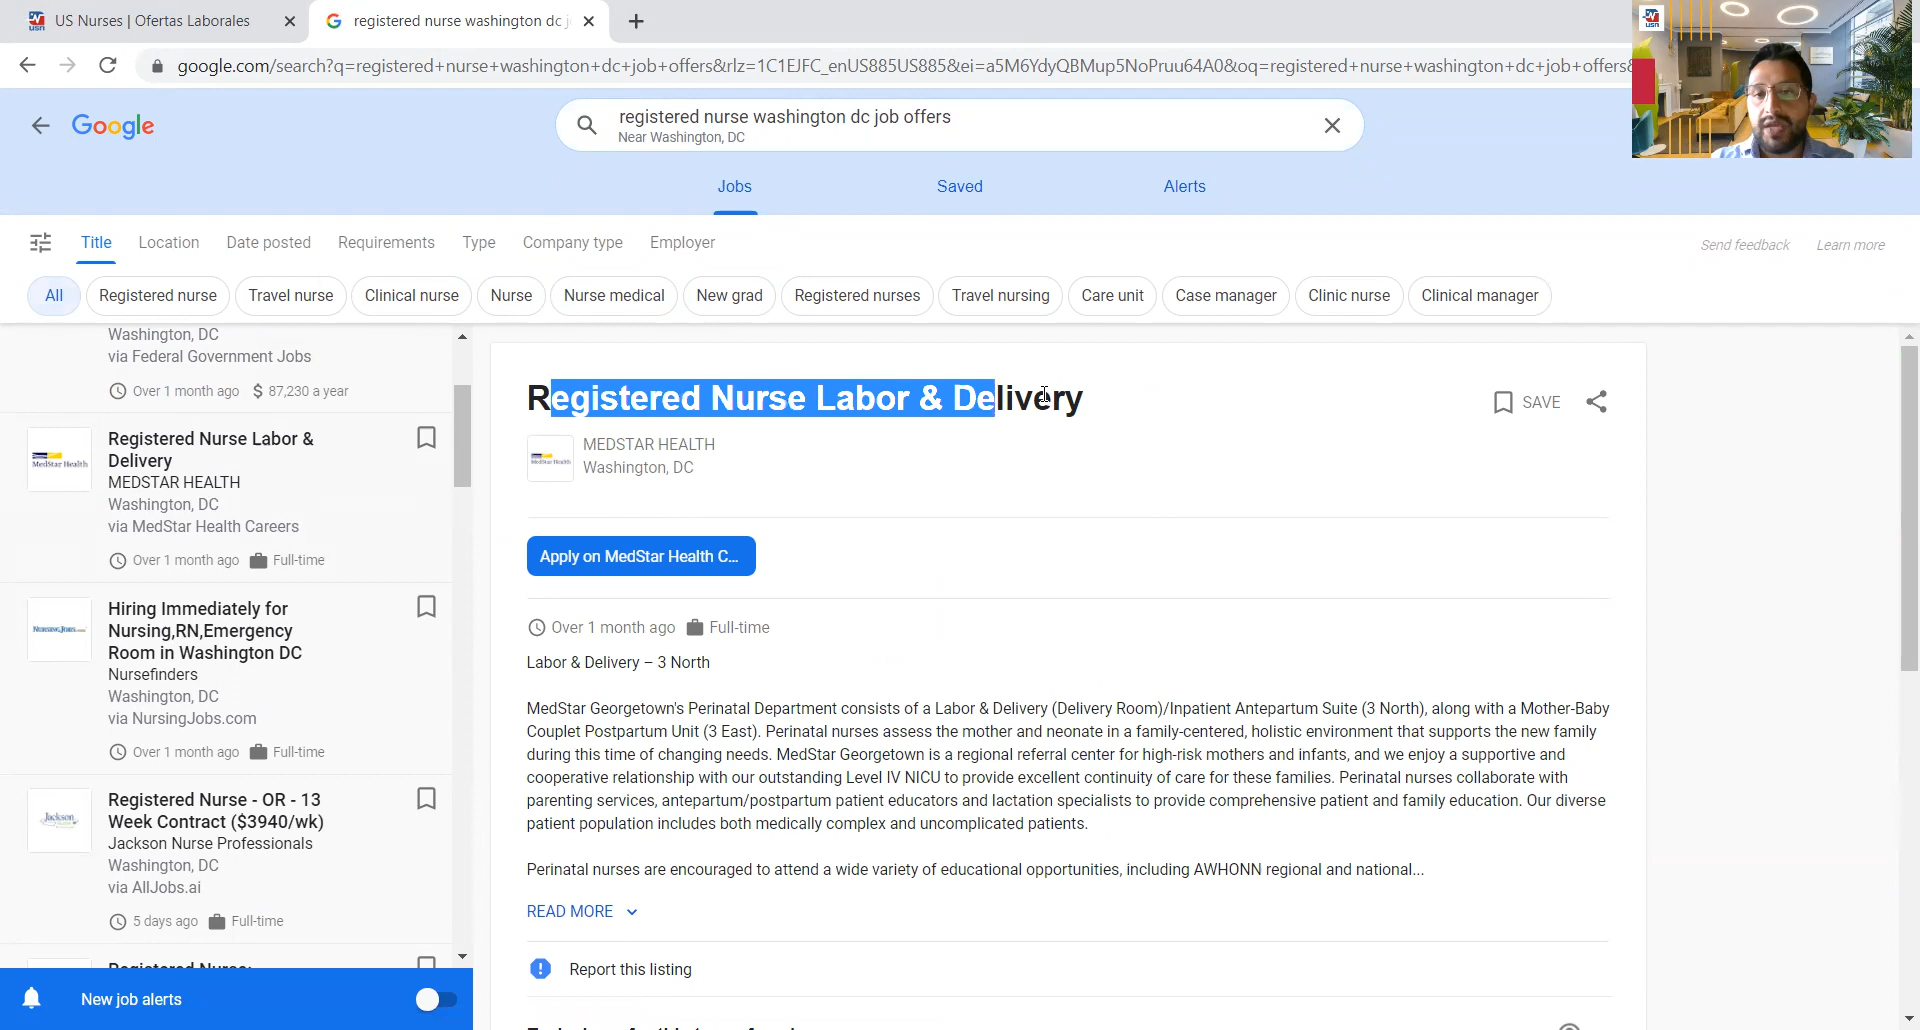 US Nurses | Ofertas Laborales
registered nurse washington dc j
google.com/search?q=registered+nurse+washington+dc+job+offers&rlz=1C1EJFC_enUS885US885&ei=a5M6YdyQBMup5NoPruu64A0&oq=registered+nurse+washington+dc+job+offers&
Google
registered nurse washington dc job offers
Near Washington, DC
Jobs
Saved
Alerts
Title
Location
Date posted
Requirements
Type
Company type
Employer
Send feedback
Learn more
All
Registered nurse
Travel nurse
Clinical nurse
Nurse
Nurse medical
New grad
Registered nurses
Travel nursing
Care unit
Case manager
Clinic nurse
Clinical manager
Washington, DC
via Federal Government Jobs
Over 1 month ago $ 87,230 a year
MedStar Health
Registered Nurse Labor &
Delivery
MEDSTAR HEALTH
Washington, DC
via MedStar Health Careers
Over 1 month ago Full-time
NursingJobs.com
Hiring Immediately for
Nursing,RN,Emergency
Room in Washington DC
Nursefinders
Washington, DC
via NursingJobs.com
Over 1 month ago Full-time
Jackson
Registered Nurse - OR - 13
Week Contract ($3940/wk)
Jackson Nurse Professionals
Washington, DC
via AllJobs.ai
5 days ago Full-time
Registered Nurse:
New job alerts
Registered Nurse Labor & Delivery
SAVE
MedStar Health
MEDSTAR HEALTH
Washington, DC
Apply on MedStar Health C...
Over 1 month ago Full-time
Labor & Delivery – 3 North
MedStar Georgetown's Perinatal Department consists of a Labor & Delivery (Delivery Room)/Inpatient Antepartum Suite (3 North), along with a Mother-Baby
Couplet Postpartum Unit (3 East). Perinatal nurses assess the mother and neonate in a family-centered, holistic environment that supports the new family
during this time of changing needs. MedStar Georgetown is a regional referral center for high-risk mothers and infants, and we enjoy a supportive and
cooperative relationship with our outstanding Level IV NICU to provide excellent continuity of care for these families. Perinatal nurses collaborate with
parenting services, antepartum/postpartum patient educators and lactation specialists to provide comprehensive patient and family education. Our diverse
patient population includes both medically complex and uncomplicated patients.
Perinatal nurses are encouraged to attend a wide variety of educational opportunities, including AWHONN regional and national...
READ MORE
Report this listing
usn